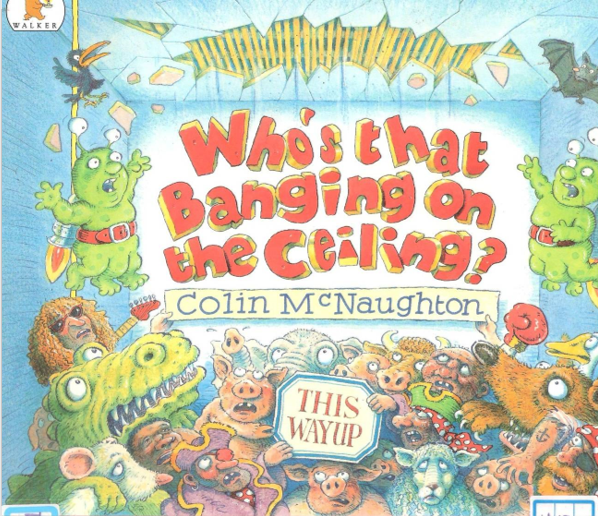 WALKER
Who's that
Banging on
the Ceiling?
Colin McNaughton
THIS
WAY UP